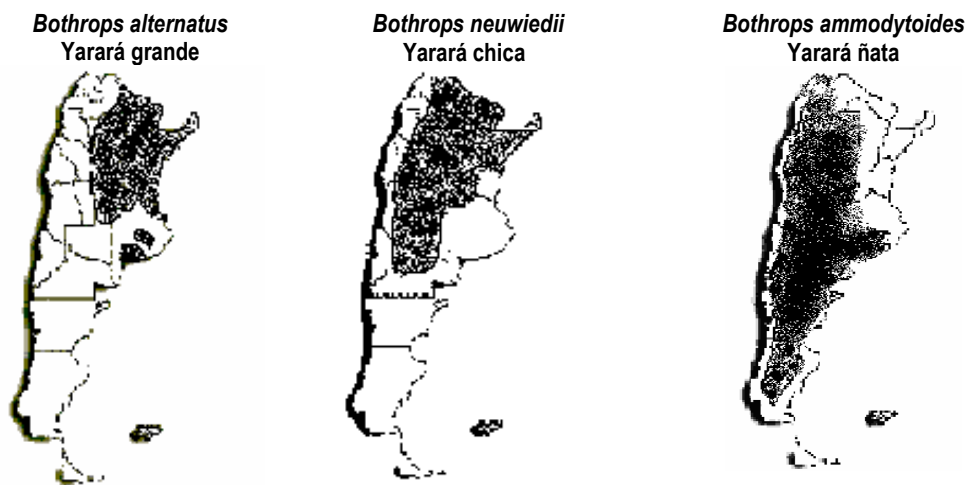 Bothrops alternatus
Yarará grande
Bothrops neuwiedii
Yarará chica
Bothrops ammodytoides
Yarará ñata